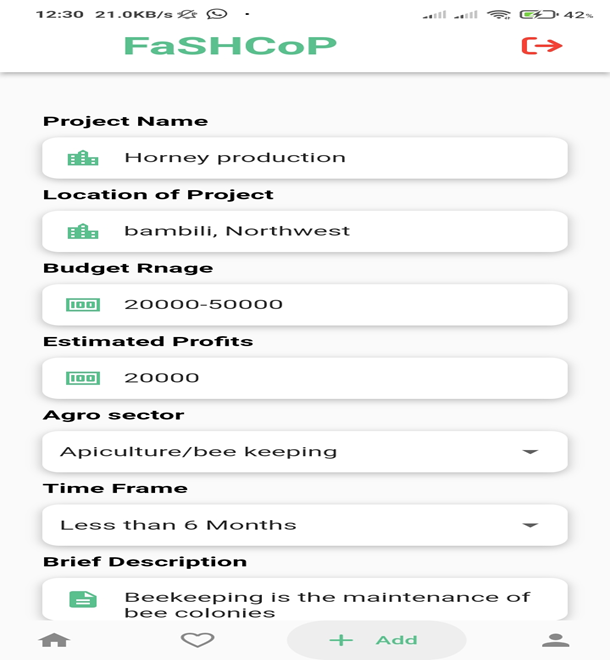 12:30 21.0KB/s
42%
FaSHCoP
Project Name
Horney production
Location of Project
bambili, Northwest
Budget Rnage
20000-50000
Estimated Profits
20000
Agro sector
Apiculture/bee keeping
Time Frame
Less than 6 Months
Brief Description
Beekeeping is the maintenance of
bee colonies
Add